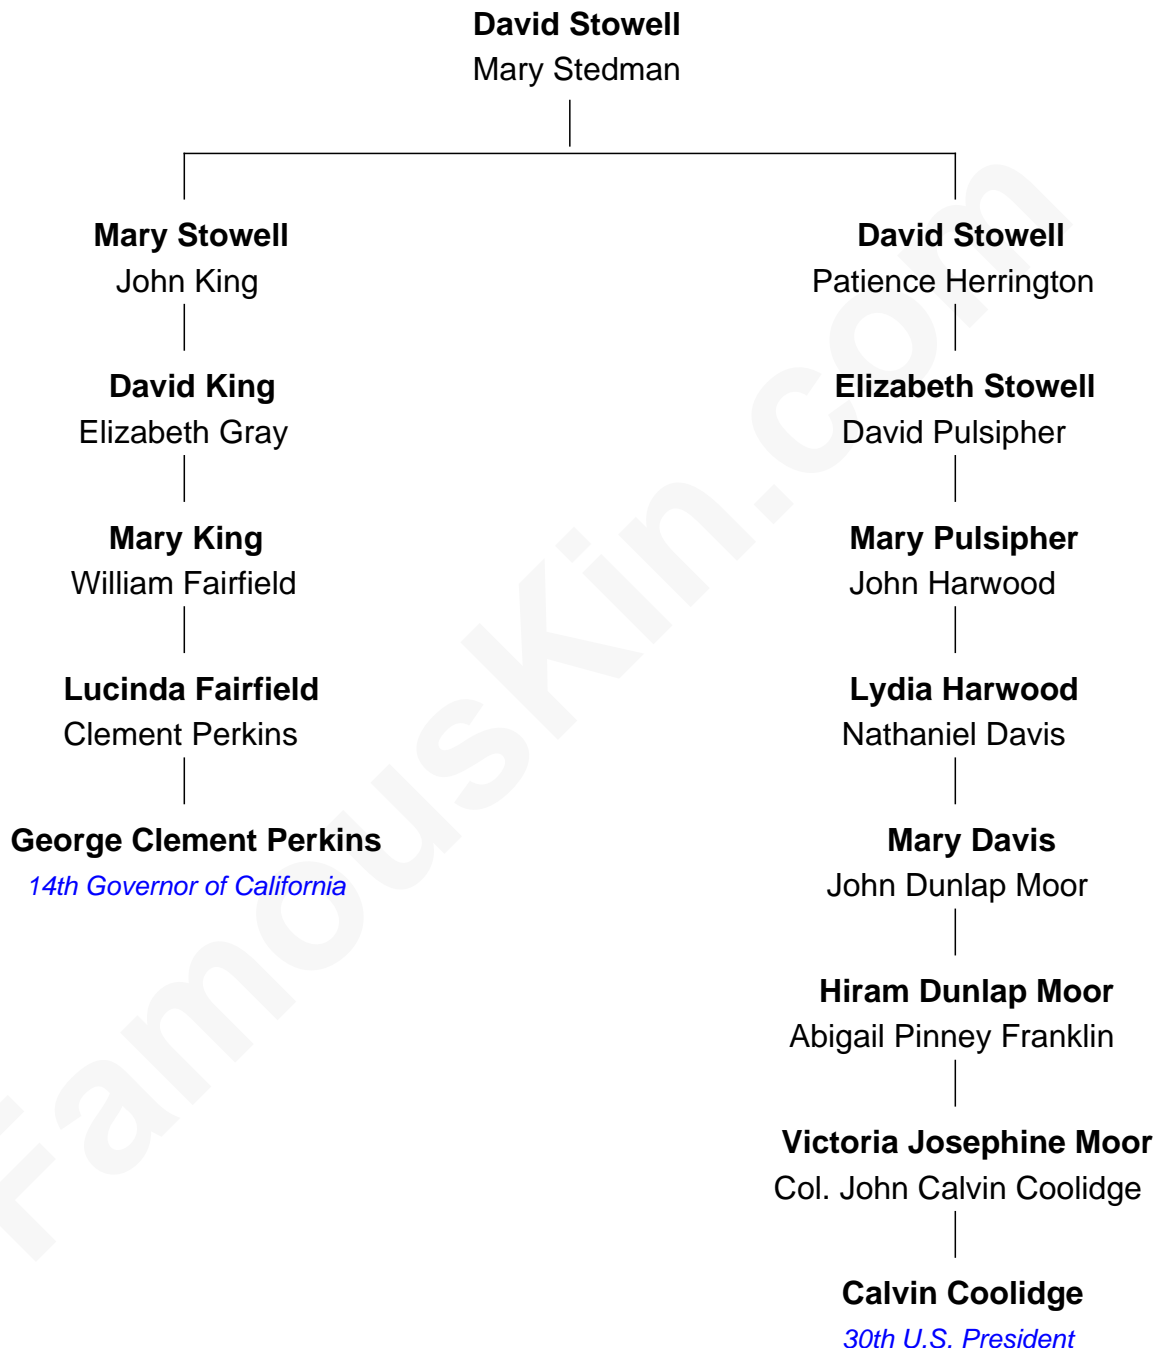 David Stowell
Mary Stedman
Mary Stowell
John King
David King
Elizabeth Gray
Mary King
William Fairfield
Lucinda Fairfield
Clement Perkins
George Clement Perkins
14th Governor of California
David Stowell
Patience Herrington
Elizabeth Stowell
David Pulsipher
Mary Pulsipher
John Harwood
Lydia Harwood
Nathaniel Davis
Mary Davis
John Dunlap Moor
Hiram Dunlap Moor
Abigail Pinney Franklin
Victoria Josephine Moor
Col. John Calvin Coolidge
Calvin Coolidge
30th U.S. President
FamousKin.com